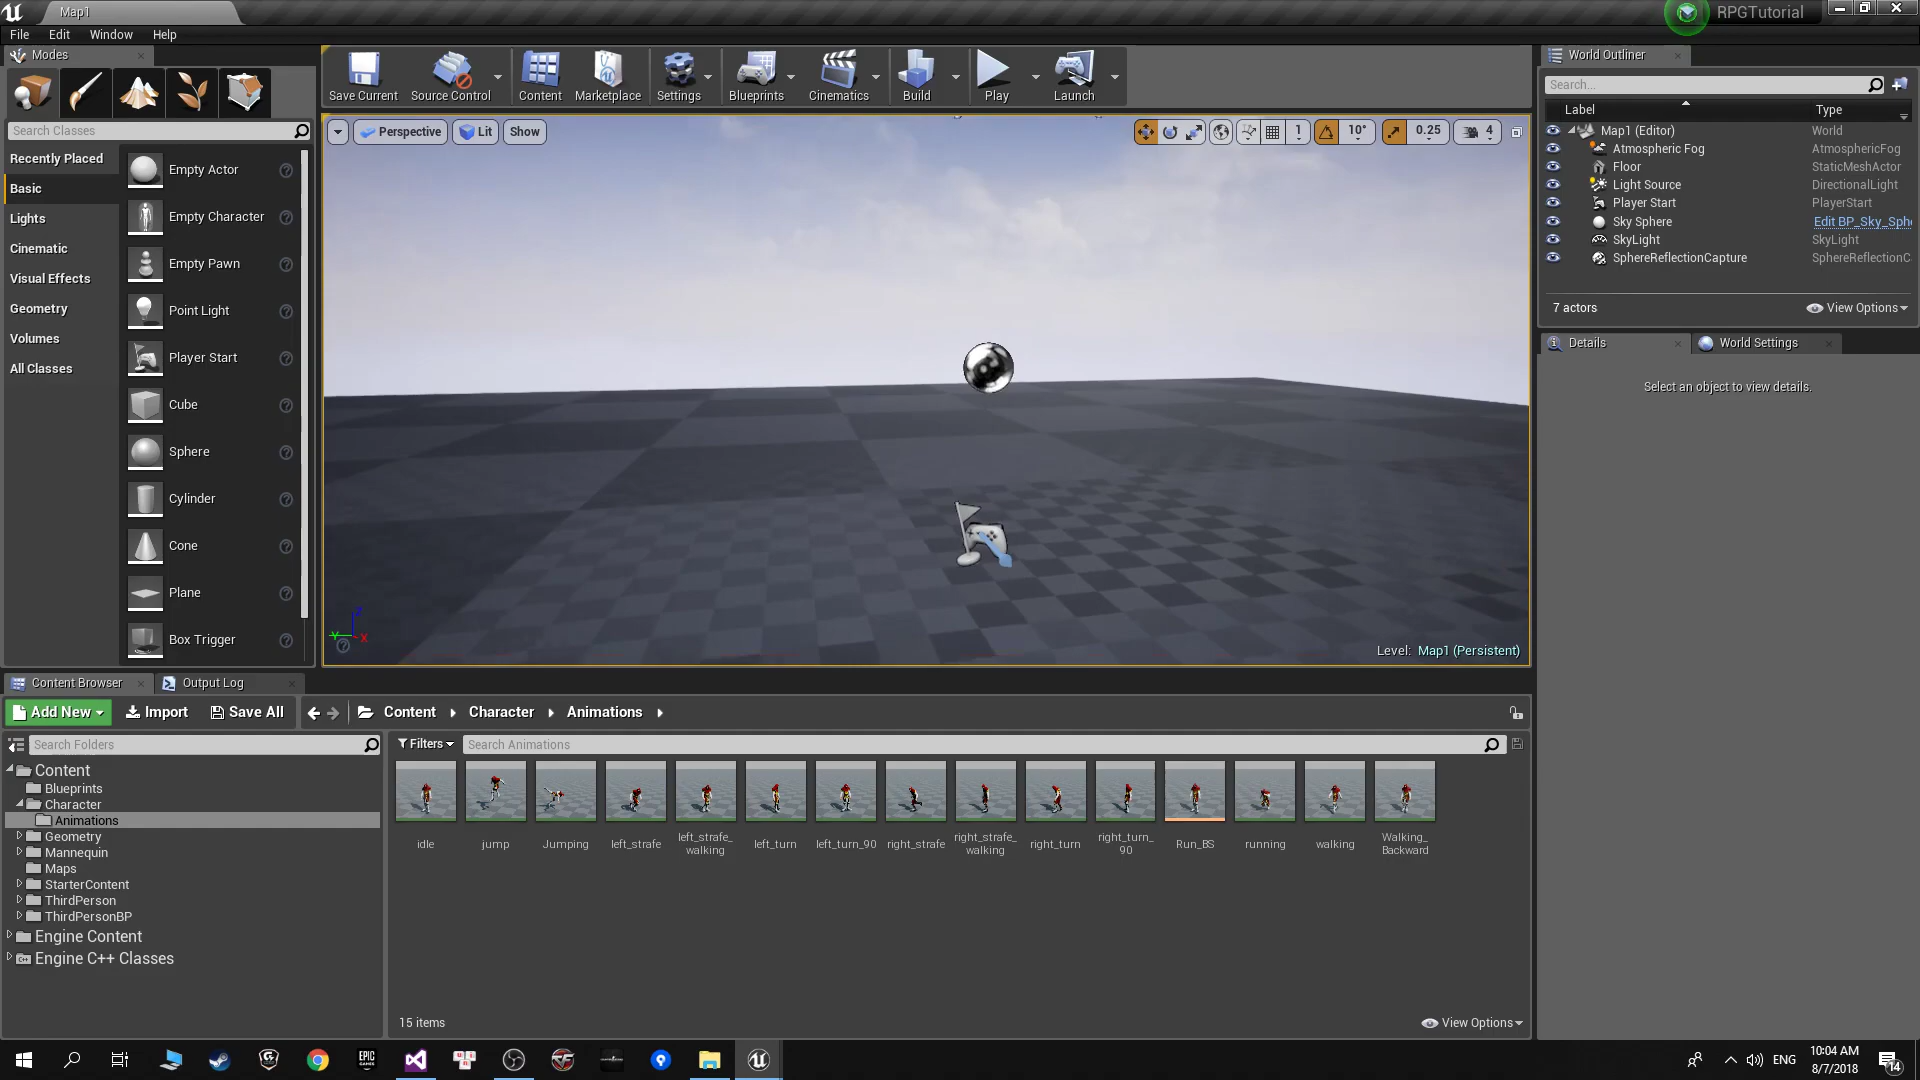 Map1
RPGTutorial
File Edit Window Help
Modes
Search Classes
Recently Placed
Basic
Lights
Cinematic
Visual Effects
Geometry
Volumes
All Classes
Empty Actor
Empty Character
Empty Pawn
Point Light
Player Start
Cube
Sphere
Cylinder
Cone
Plane
Box Trigger
Save Current
Source Control
Content
Marketplace
Settings
Blueprints
Cinematics
Build
Play
Launch
Perspective
Lit
Show
1
10°
0.25
4
Z
Y
X
Level: Map1 (Persistent)
World Outliner
Search...
Label Type
Map1 (Editor) World
Atmospheric Fog AtmosphericFog
Floor StaticMeshActor
Light Source DirectionalLight
Player Start PlayerStart
Sky Sphere Edit BP_Sky_Sph
SkyLight SkyLight
SphereReflectionCapture SphereReflectionC
7 actors
View Options
Details
World Settings
Select an object to view details.
Content Browser
Output Log
Add New
Import
Save All
Content
Character
Animations
Search Folders
Content
Blueprints
Character
Animations
Geometry
Mannequin
Maps
StarterContent
ThirdPerson
ThirdPersonBP
Engine Content
Engine C++ Classes
Filters
Search Animations
idle
jump
Jumping
left_strafe
left_strafe_
walking
left_turn
left_turn_90
right_strafe
right_strafe_
walking
right_turn
right_turn_
90
Run_BS
running
walking
Walking_
Backward
15 items
View Options
EPIC
GAMES
ENG
10:04 AM
8/7/2018
14